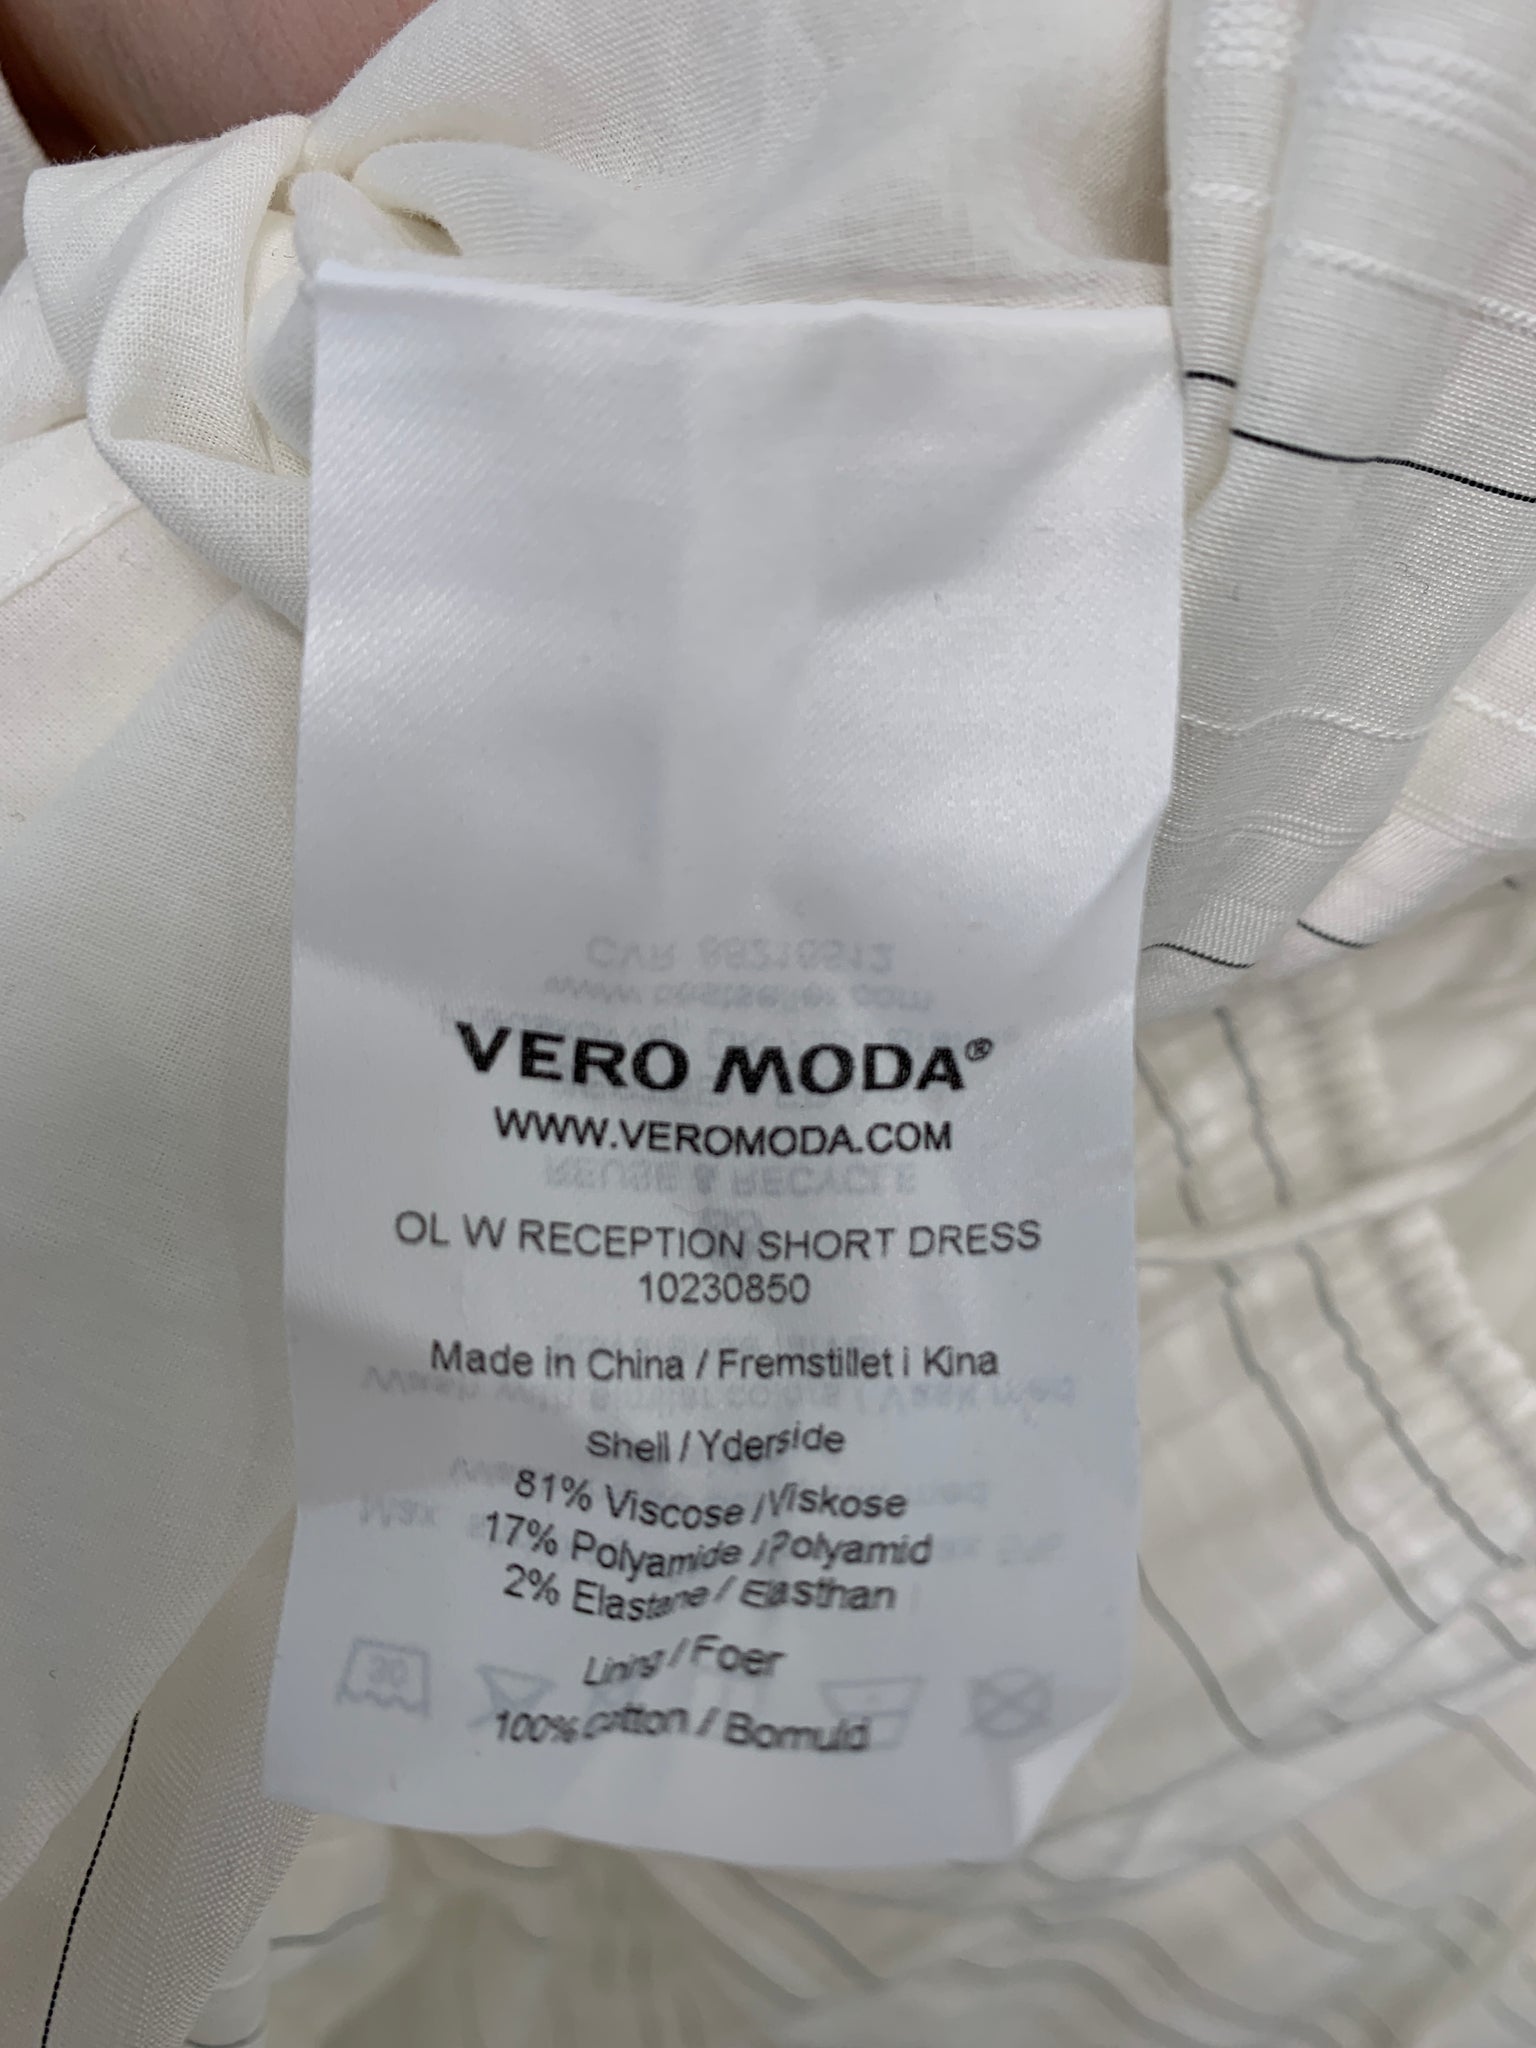 VERO MODA®
WWW.VEROMODA.COM
OL W RECEPTION SHORT DRESS
10230850
Made in China / Fremstillet i Kina
Shell / Yderside
81% Viscose / Viskose
17% Polyamide / Polyamid
2% Elastane / Elasthan
Lining / Foer
100% cotton / Bomuld